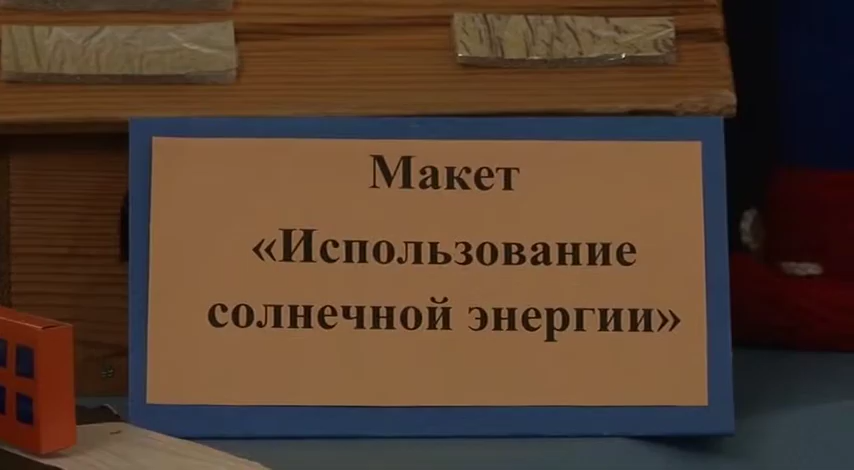 Макет
«Использование
солнечной энергии»